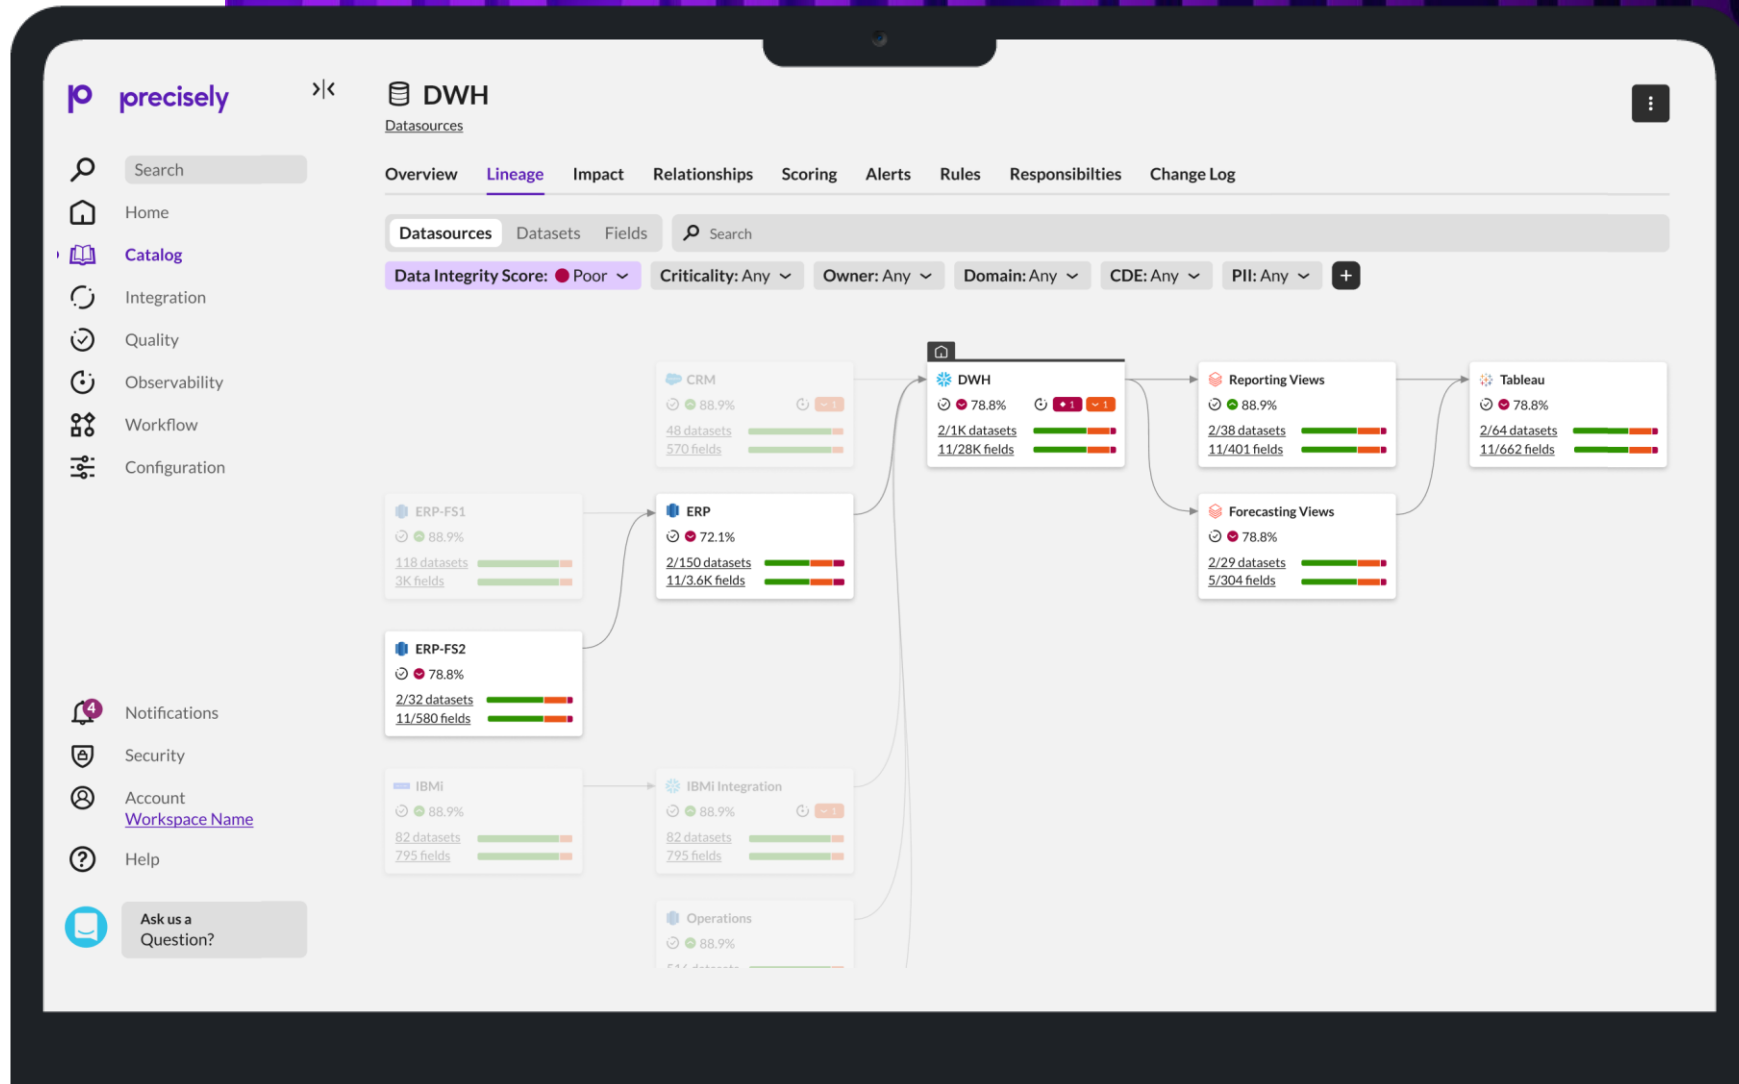 precisely
Search
Home
Catalog
Integration
Quality
Observability
Workflow
Configuration
4
Notifications
Security
Account
Workspace Name
Help
Ask us a
Question?
DWH
Datasources
Overview Lineage Impact Relationships Scoring Alerts Rules Responsibilties Change Log
Datasources Datasets Fields Search
Data Integrity Score: Poor Criticality: Any Owner: Any Domain: Any CDE: Any PII: Any +
CRM
88.9% 1
48 datasets
570 fields
DWH
78.8% 1 1
2/1K datasets
11/28K fields
Reporting Views
88.9%
2/38 datasets
11/401 fields
Tableau
78.8%
2/64 datasets
11/662 fields
ERP-FS1
88.9%
118 datasets
3K fields
ERP
72.1%
2/150 datasets
11/3.6K fields
Forecasting Views
78.8%
2/29 datasets
5/304 fields
ERP-FS2
78.8%
2/32 datasets
11/580 fields
IBMi
88.9%
82 datasets
795 fields
IBMi Integration
88.9% 1
82 datasets
795 fields
Operations
88.9%